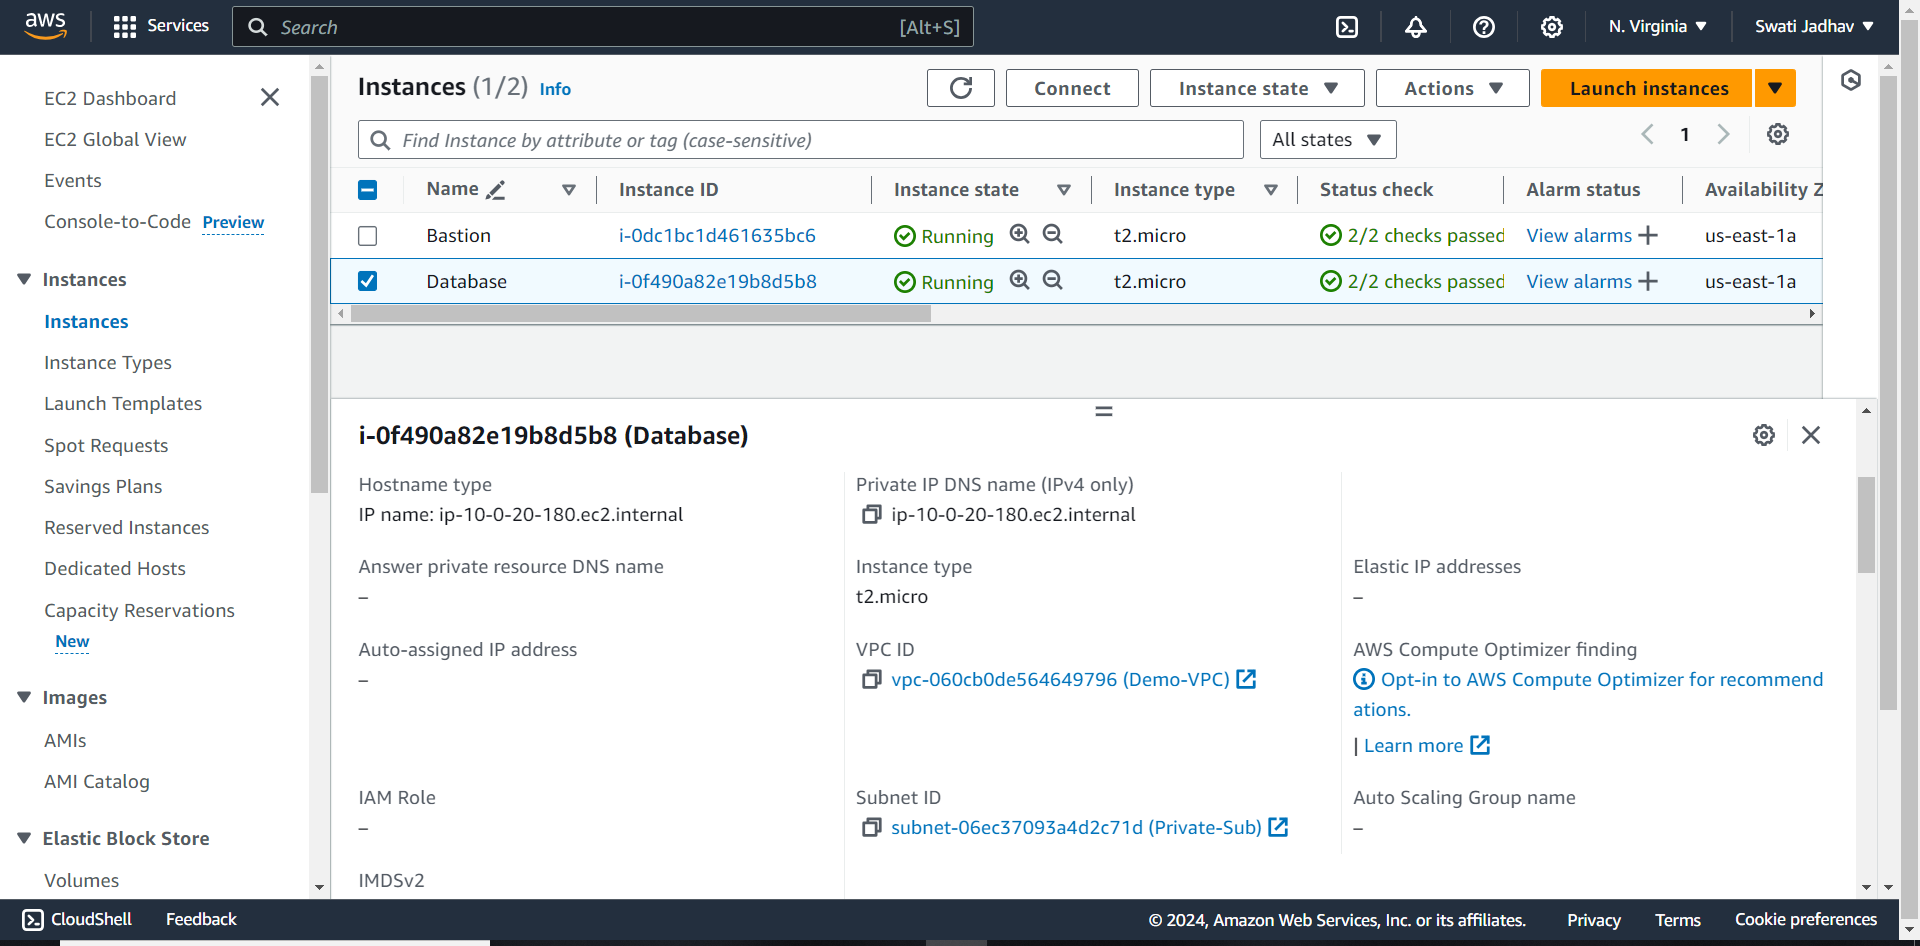 aws
Services
Search
[Alt+S]
N. Virginia
Swati Jadhav
EC2 Dashboard
EC2 Global View
Events
Console-to-Code Preview
Instances
Instances
Instance Types
Launch Templates
Spot Requests
Savings Plans
Reserved Instances
Dedicated Hosts
Capacity Reservations
New
Images
AMIs
AMI Catalog
Elastic Block Store
Volumes
Instances (1/2) Info
Connect
Instance state
Actions
Launch instances
Find Instance by attribute or tag (case-sensitive)
All states
1
Name Instance ID Instance state Instance type Status check Alarm status Availability Z
Bastion i-0dc1bc1d461635bc6 Running t2.micro 2/2 checks passed View alarms + us-east-1a
Database i-0f490a82e19b8d5b8 Running t2.micro 2/2 checks passed View alarms + us-east-1a
i-0f490a82e19b8d5b8 (Database)
Hostname type
IP name: ip-10-0-20-180.ec2.internal
Private IP DNS name (IPv4 only)
ip-10-0-20-180.ec2.internal
Answer private resource DNS name
–
Instance type
t2.micro
Elastic IP addresses
–
Auto-assigned IP address
–
VPC ID
vpc-060cb0de564649796 (Demo-VPC)
AWS Compute Optimizer finding
Opt-in to AWS Compute Optimizer for recommend
ations.
| Learn more
IAM Role
–
Subnet ID
subnet-06ec37093a4d2c71d (Private-Sub)
Auto Scaling Group name
–
IMDSv2
CloudShell
Feedback
© 2024, Amazon Web Services, Inc. or its affiliates.
Privacy
Terms
Cookie preferences